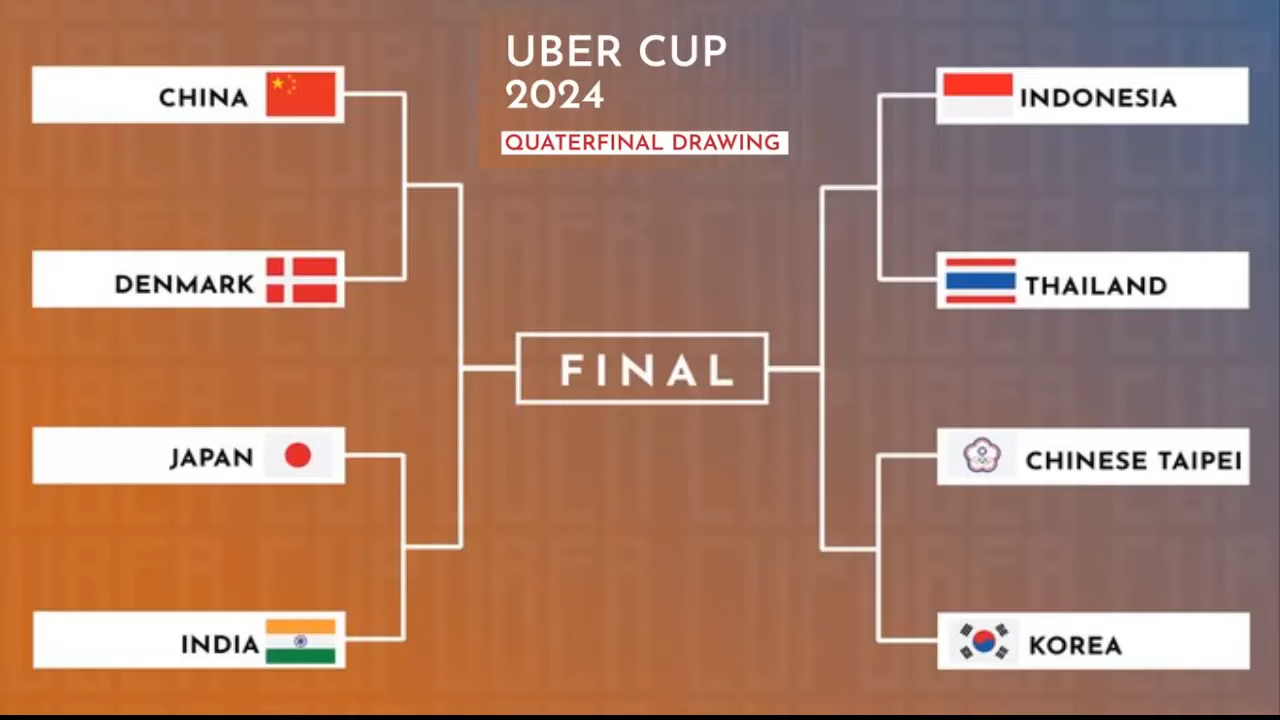 UBER CUP
2024
QUATERFINAL DRAWING
CHINA
DENMARK
JAPAN
INDIA
FINAL
INDONESIA
THAILAND
CHINESE TAIPEI
KOREA